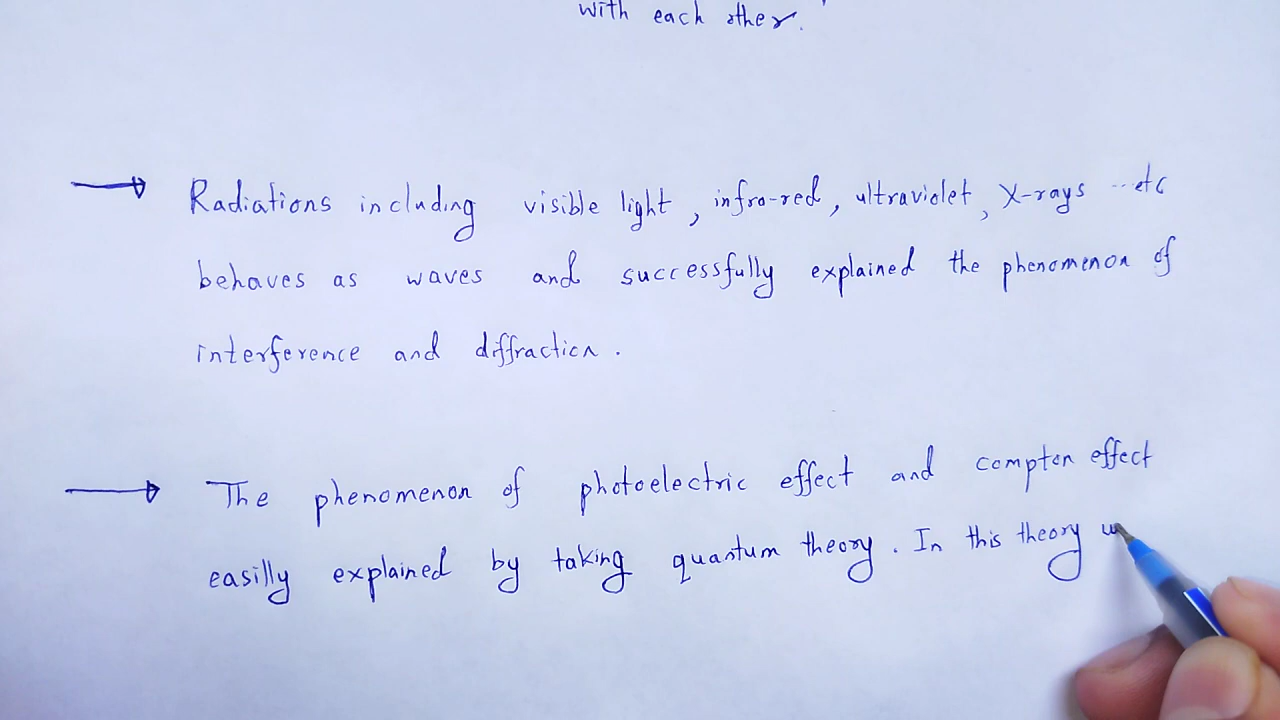 with each other.
→ Radiations including visible light, infra-red, ultraviolet, X-rays ...etc
behaves as waves and successfully explained the phenomenon of
interference and diffraction.
→ The phenomenon of photoelectric effect and compton effect
easilly explained by taking quantum theory. In this theory